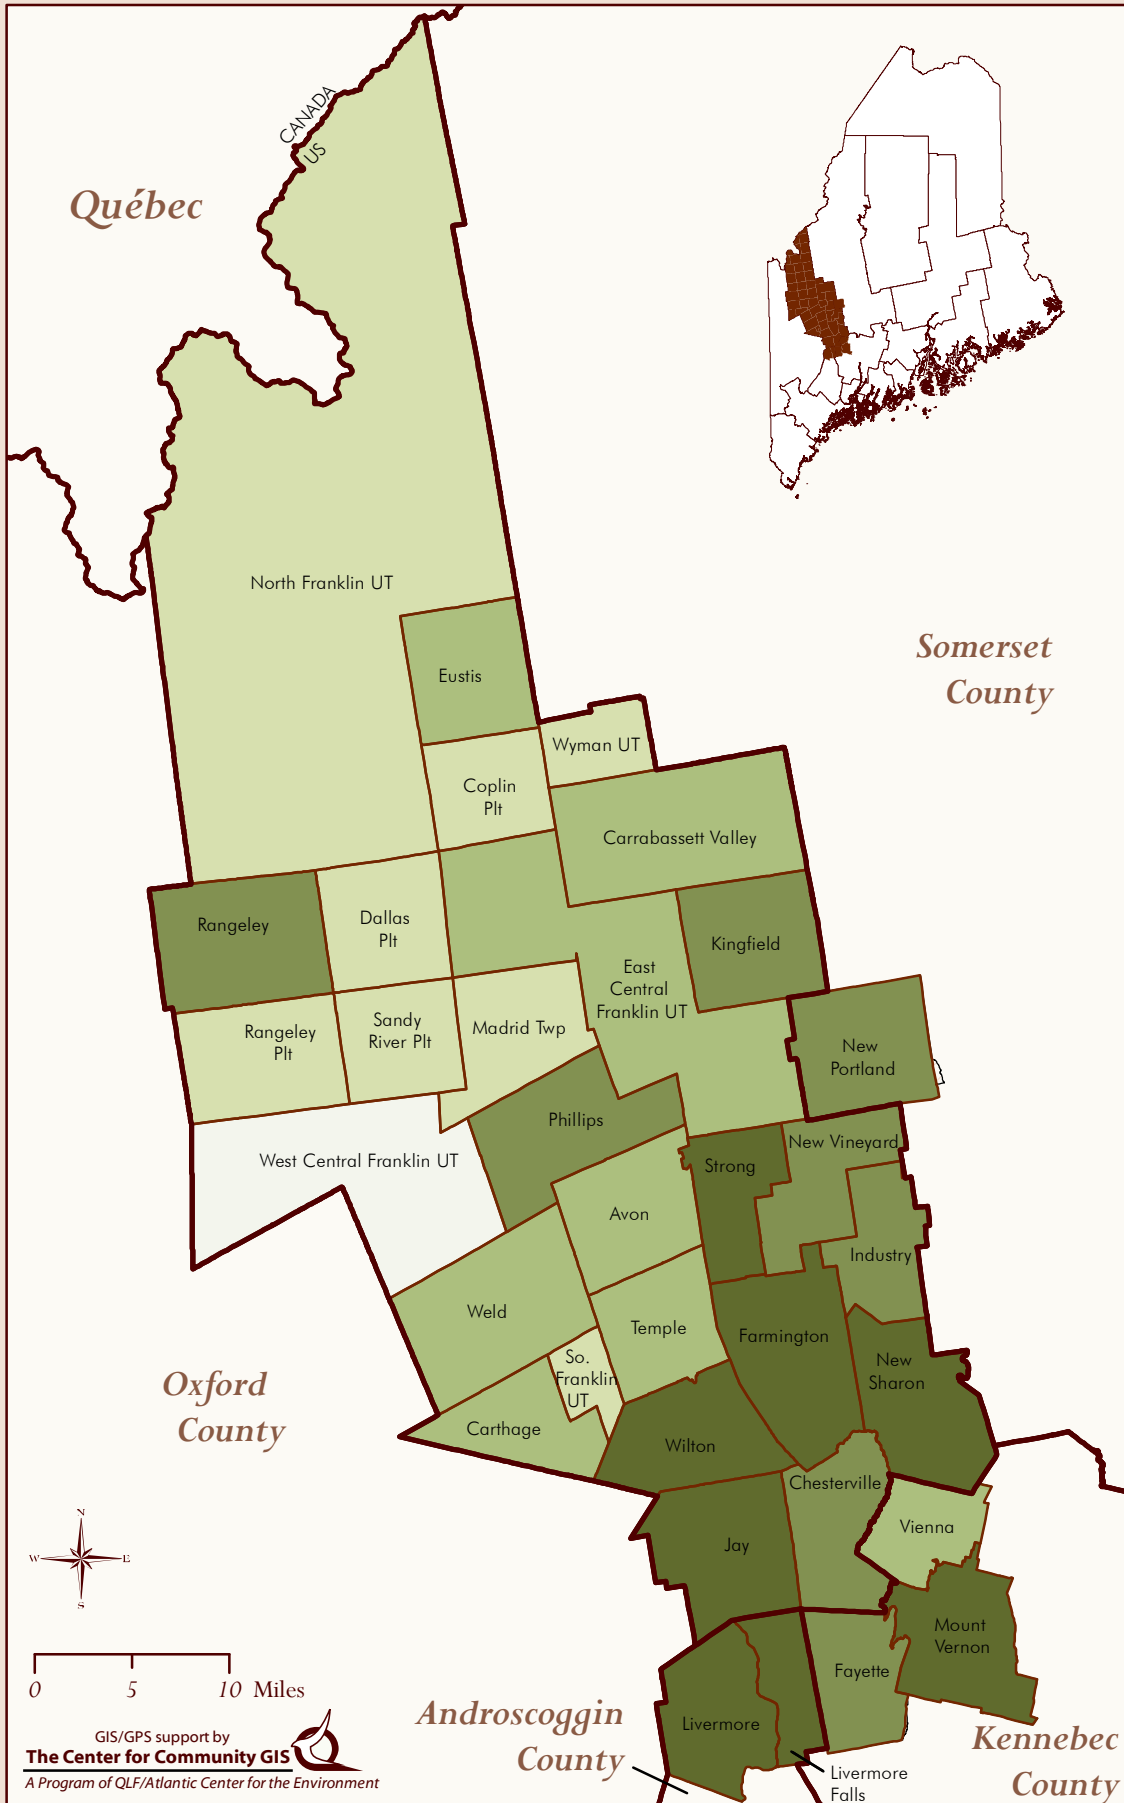 CANADA
US
Québec
North Franklin UT
Eustis
Somerset
County
Wyman UT
Coplin
Plt
Carrabassett Valley
Rangeley
Dallas
Plt
Kingfield
East
Central
Franklin UT
Rangeley
Plt
Sandy
River Plt
Madrid Twp
New
Portland
Phillips
New Vineyard
West Central Franklin UT
Strong
Avon
Industry
Weld
Temple
Farmington
So.
Franklin
UT
New
Sharon
Oxford
County
Carthage
Wilton
Chesterville
Vienna
Jay
N
W
E
S
Mount
Vernon
Fayette
0 5 10 Miles
Androscoggin
County
Livermore
Livermore
Falls
Kennebec
County
GIS/GPS support by
The Center for Community GIS
A Program of QLF/Atlantic Center for the Environment